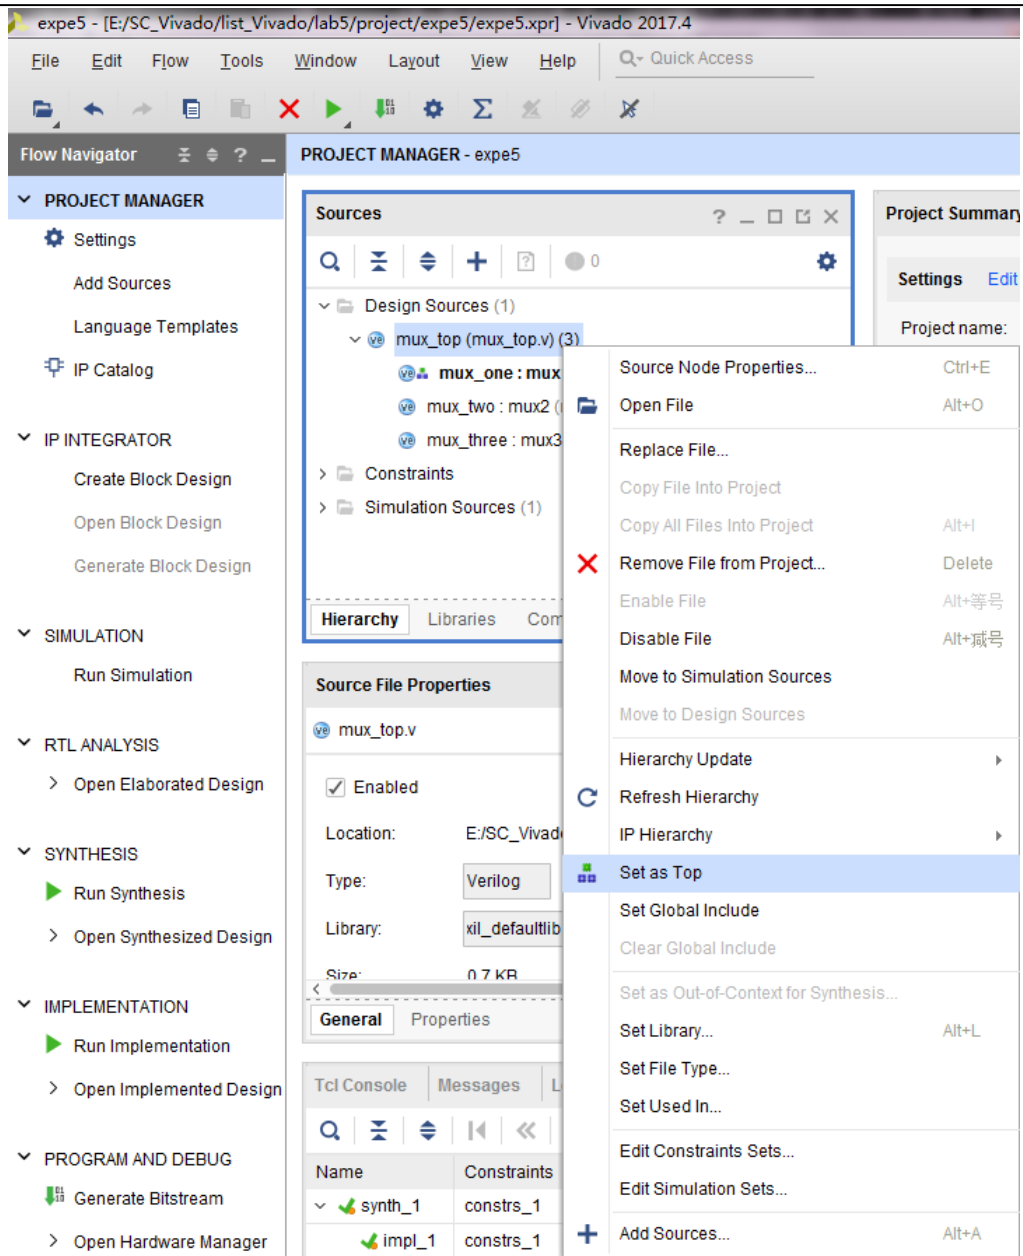 expe5 - [E:/SC_Vivado/list_Vivado/lab5/project/expe5/expe5.xpr] - Vivado 2017.4
File Edit Flow Tools Window Layout View Help Quick Access
Flow Navigator
PROJECT MANAGER
Settings
Add Sources
Language Templates
IP Catalog
IP INTEGRATOR
Create Block Design
Open Block Design
Generate Block Design
SIMULATION
Run Simulation
RTL ANALYSIS
Open Elaborated Design
SYNTHESIS
Run Synthesis
Open Synthesized Design
IMPLEMENTATION
Run Implementation
Open Implemented Design
PROGRAM AND DEBUG
Generate Bitstream
Open Hardware Manager
PROJECT MANAGER - expe5
Sources
0
Design Sources (1)
mux_top (mux_top.v) (3)
mux_one : mux
mux_two : mux2
mux_three : mux3
Constraints
Simulation Sources (1)
Hierarchy Libraries Com
Source File Properties
mux_top.v
Enabled
Location: E:/SC_Vivado
Type: Verilog
Library: xil_defaultlib
Size: 0.7 KB
General Properties
Tcl Console Messages
Name Constraints
synth_1 constrs_1
impl_1 constrs_1
Project Summary
Settings Edit
Project name:
Source Node Properties... Ctrl+E
Open File Alt+O
Replace File...
Copy File Into Project
Copy All Files Into Project Alt+I
Remove File from Project... Delete
Enable File Alt+等号
Disable File Alt+减号
Move to Simulation Sources
Move to Design Sources
Hierarchy Update
Refresh Hierarchy
IP Hierarchy
Set as Top
Set Global Include
Clear Global Include
Set as Out-of-Context for Synthesis...
Set Library... Alt+L
Set File Type...
Set Used In...
Edit Constraints Sets...
Edit Simulation Sets...
Add Sources... Alt+A